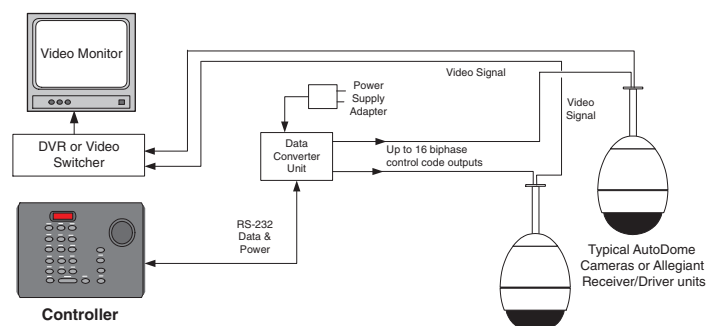 Video Monitor
DVR or Video
Switcher
Power
Supply
Adapter
Video Signal
Video
Signal
Data
Converter
Unit
Up to 16 biphase
control code outputs
RS-232
Data &
Power
Controller
Typical AutoDome
Cameras or Allegiant
Receiver/Driver units